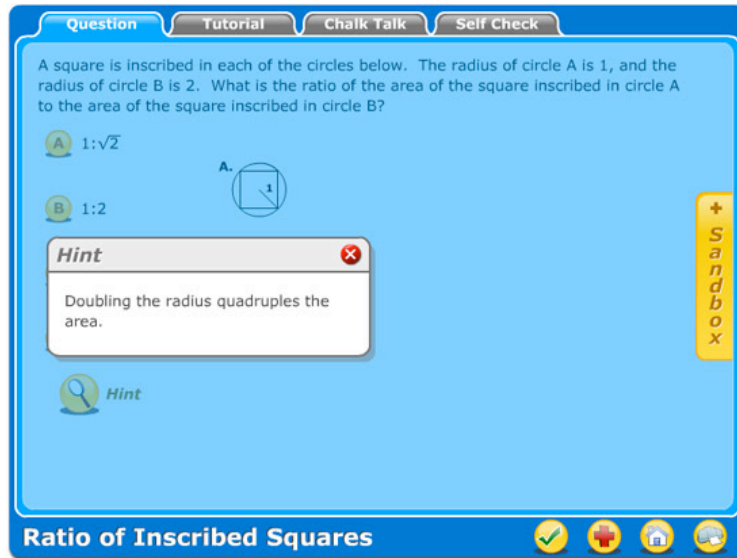 Question
Tutorial
Chalk Talk
Self Check
A square is inscribed in each of the circles below. The radius of circle A is 1, and the
radius of circle B is 2. What is the ratio of the area of the square inscribed in circle A
to the area of the square inscribed in circle B?
A 1:√2
A.
1
B 1:2
Hint
Doubling the radius quadruples the
area.
Hint
+ Sandbox
Ratio of Inscribed Squares